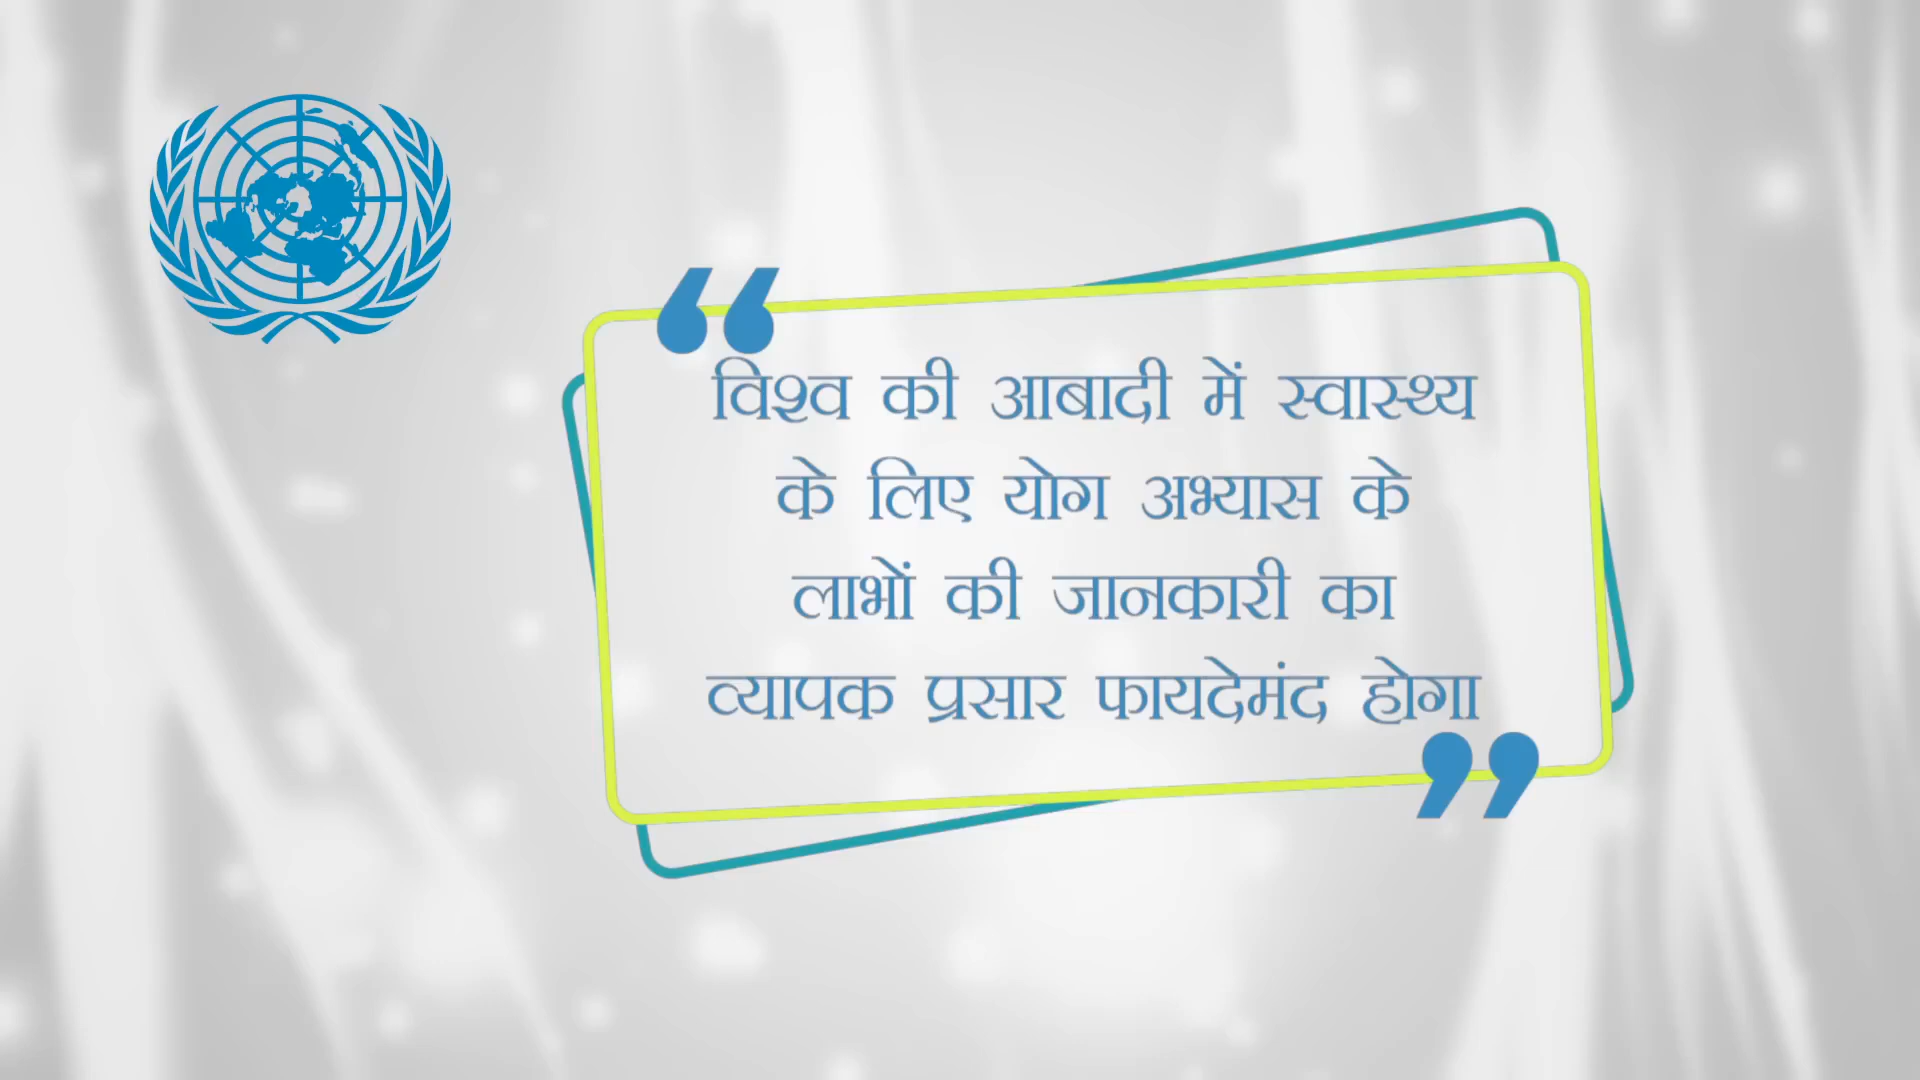 “विश्व की आबादी में स्वास्थ्य
के लिए योग अभ्यास के
लाभों की जानकारी का
व्यापक प्रसार फायदेमंद होगा”